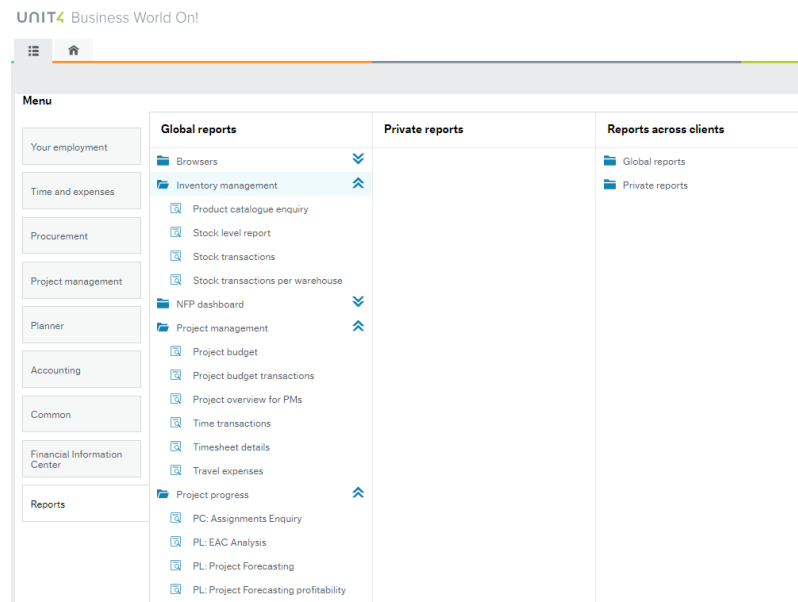 UNIT4 Business World On!
Menu
Your employment
Time and expenses
Procurement
Project management
Planner
Accounting
Common
Financial Information
Center
Reports
Global reports
Browsers
Inventory management
Product catalogue enquiry
Stock level report
Stock transactions
Stock transactions per warehouse
NFP dashboard
Project management
Project budget
Project budget transactions
Project overview for PMs
Time transactions
Timesheet details
Travel expenses
Project progress
PC: Assignments Enquiry
PL: EAC Analysis
PL: Project Forecasting
PL: Project Forecasting profitability
Private reports
Reports across clients
Global reports
Private reports